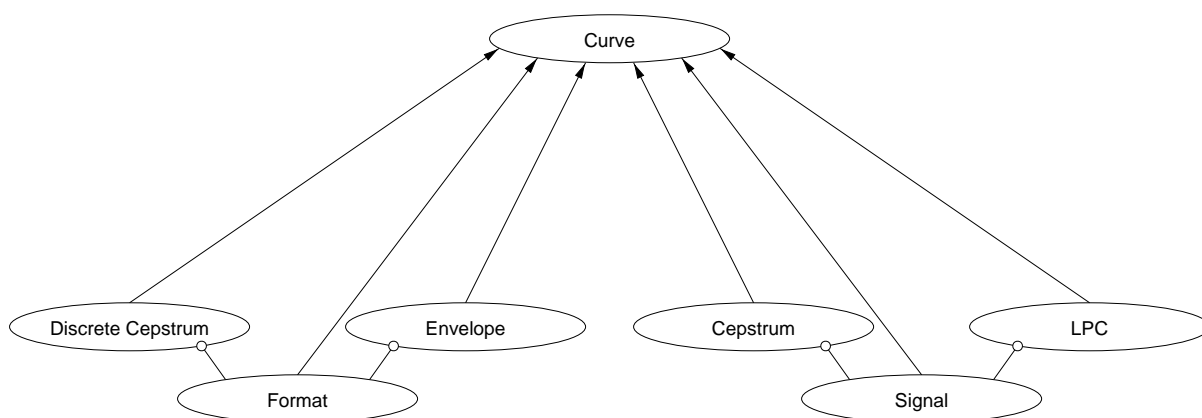 Curve
Discrete Cepstrum
Envelope
Cepstrum
LPC
Format
Signal